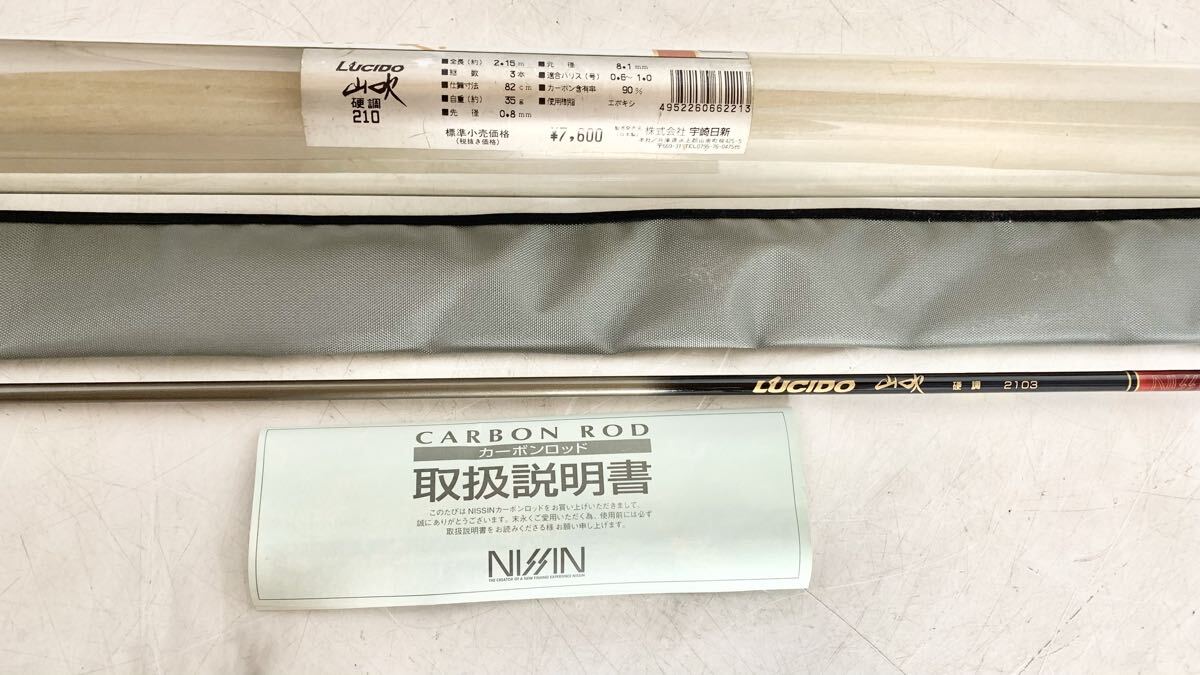 LUCIDO
山吹
硬調
210
■全長(約) 2・15m
■継数 3本
■仕舞寸法 82cm
■自重(約) 35g
■先径 0・8mm
■元径 8・1mm
■適合ハリス(号) 0・6~1・0
■カーボン含有率 90%
■使用樹脂 エポキシ
4952260662213
標準小売価格
(税抜き価格)
¥7,600
株式会社 宇崎日新
LUCIDO 山吹 硬調 2103
CARBON ROD
カーボンロッド
取扱説明書
このたびはNISSINカーボンロッドをお買い上げいただきまして、
誠にありがとうございます。末永くご愛用いただく為、使用前には必ず
取扱説明書をお読みくださる様お願い申し上げます。
NISSIN
THE CREATOR OF A NEW FISHING EXPERIENCE NISSIN